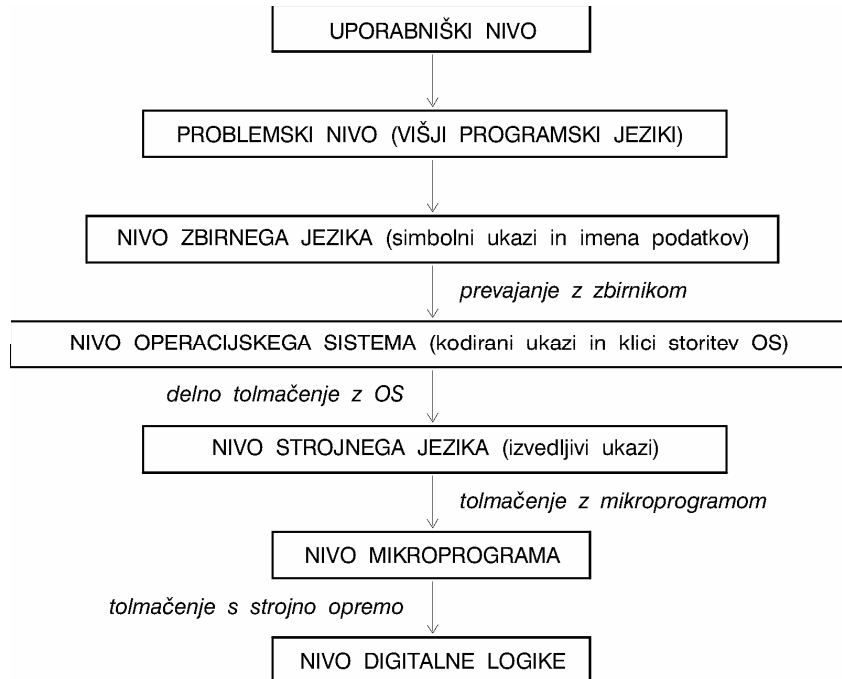 UPORABNIŠKI NIVO
PROBLEMSKI NIVO (VIŠJI PROGRAMSKI JEZIKI)
NIVO ZBIRNEGA JEZIKA (simbolni ukazi in imena podatkov)
prevajanje z zbirnikom
NIVO OPERACIJSKEGA SISTEMA (kodirani ukazi in klici storitev OS)
delno tolmačenje z OS
NIVO STROJNEGA JEZIKA (izvedljivi ukazi)
tolmačenje z mikroprogramom
NIVO MIKROPROGRAMA
tolmačenje s strojno opremo
NIVO DIGITALNE LOGIKE